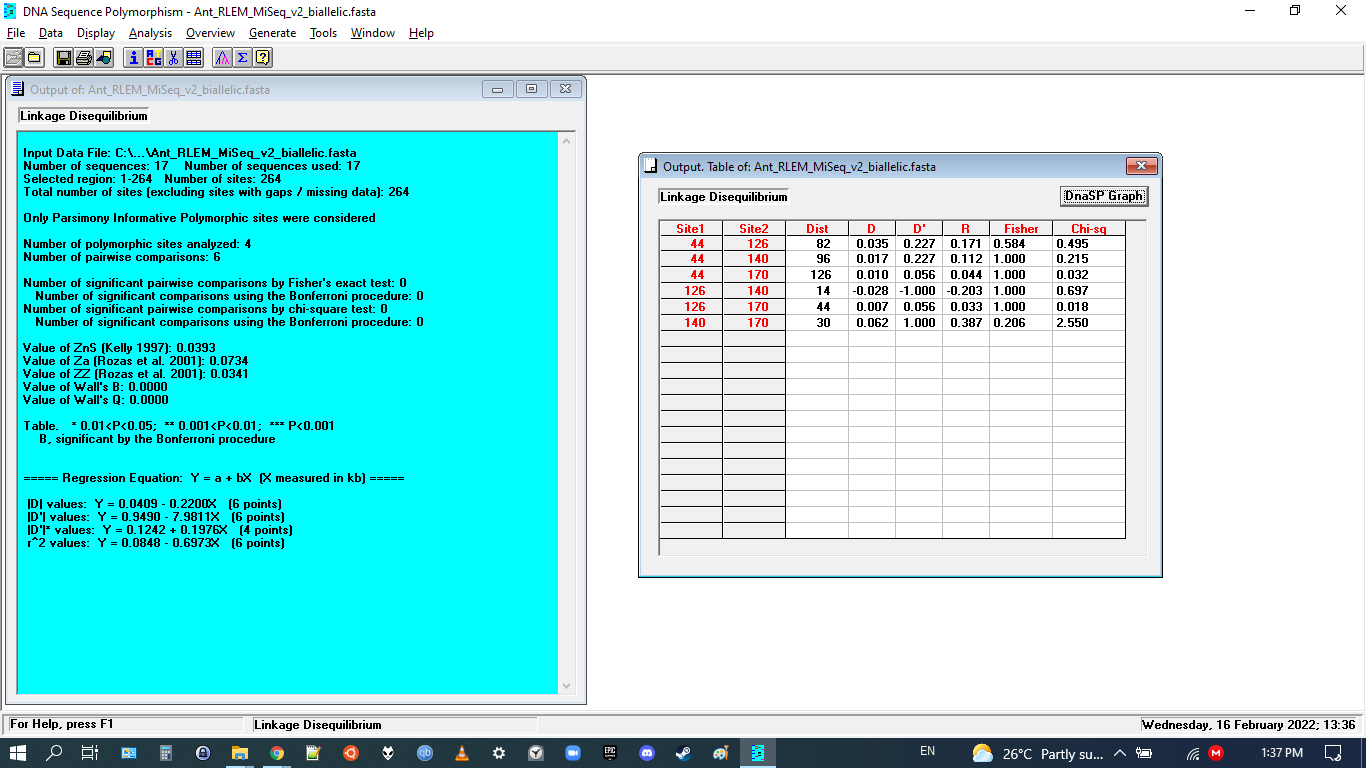 DNA Sequence Polymorphism - Ant_RLEM_MiSeq_v2_biallelic.fasta
File Data Display Analysis Overview Generate Tools Window Help
Output of: Ant_RLEM_MiSeq_v2_biallelic.fasta
Linkage Disequilibrium
Input Data File: C:\...\Ant_RLEM_MiSeq_v2_biallelic.fasta
Number of sequences: 17 Number of sequences used: 17
Selected region: 1-264 Number of sites: 264
Total number of sites (excluding sites with gaps / missing data): 264
Only Parsimony Informative Polymorphic sites were considered
Number of polymorphic sites analyzed: 4
Number of pairwise comparisons: 6
Number of significant pairwise comparisons by Fisher's exact test: 0
Number of significant comparisons using the Bonferroni procedure: 0
Number of significant pairwise comparisons by chi-square test: 0
Number of significant comparisons using the Bonferroni procedure: 0
Value of ZnS (Kelly 1997): 0.0393
Value of Za (Rozas et al. 2001): 0.0734
Value of ZZ (Rozas et al. 2001): 0.0341
Value of Wall's B: 0.0000
Value of Wall's Q: 0.0000
Table. * 0.01<P<0.05; ** 0.001<P<0.01; *** P<0.001
B, significant by the Bonferroni procedure
===== Regression Equation: Y = a + bX (X measured in kb) =====
|D| values: Y = 0.0409 - 0.2200X (6 points)
|D'| values: Y = 0.9490 - 7.9811X (6 points)
|D'|* values: Y = 0.1242 + 0.1976X (4 points)
r^2 values: Y = 0.0848 - 0.6973X (6 points)
Output. Table of: Ant_RLEM_MiSeq_v2_biallelic.fasta
Linkage Disequilibrium
DnaSP Graph
Site1 Site2 Dist D D' R Fisher Chi-sq
44 126 82 0.035 0.227 0.171 0.584 0.495
44 140 96 0.017 0.227 0.112 1.000 0.215
44 170 126 0.010 0.056 0.044 1.000 0.032
126 140 14 -0.028 -1.000 -0.203 1.000 0.697
126 170 44 0.007 0.056 0.033 1.000 0.018
140 170 30 0.062 1.000 0.387 0.206 2.550
For Help, press F1
Linkage Disequilibrium
Wednesday, 16 February 2022; 13:36
EN
26°C Partly su...
1:37 PM